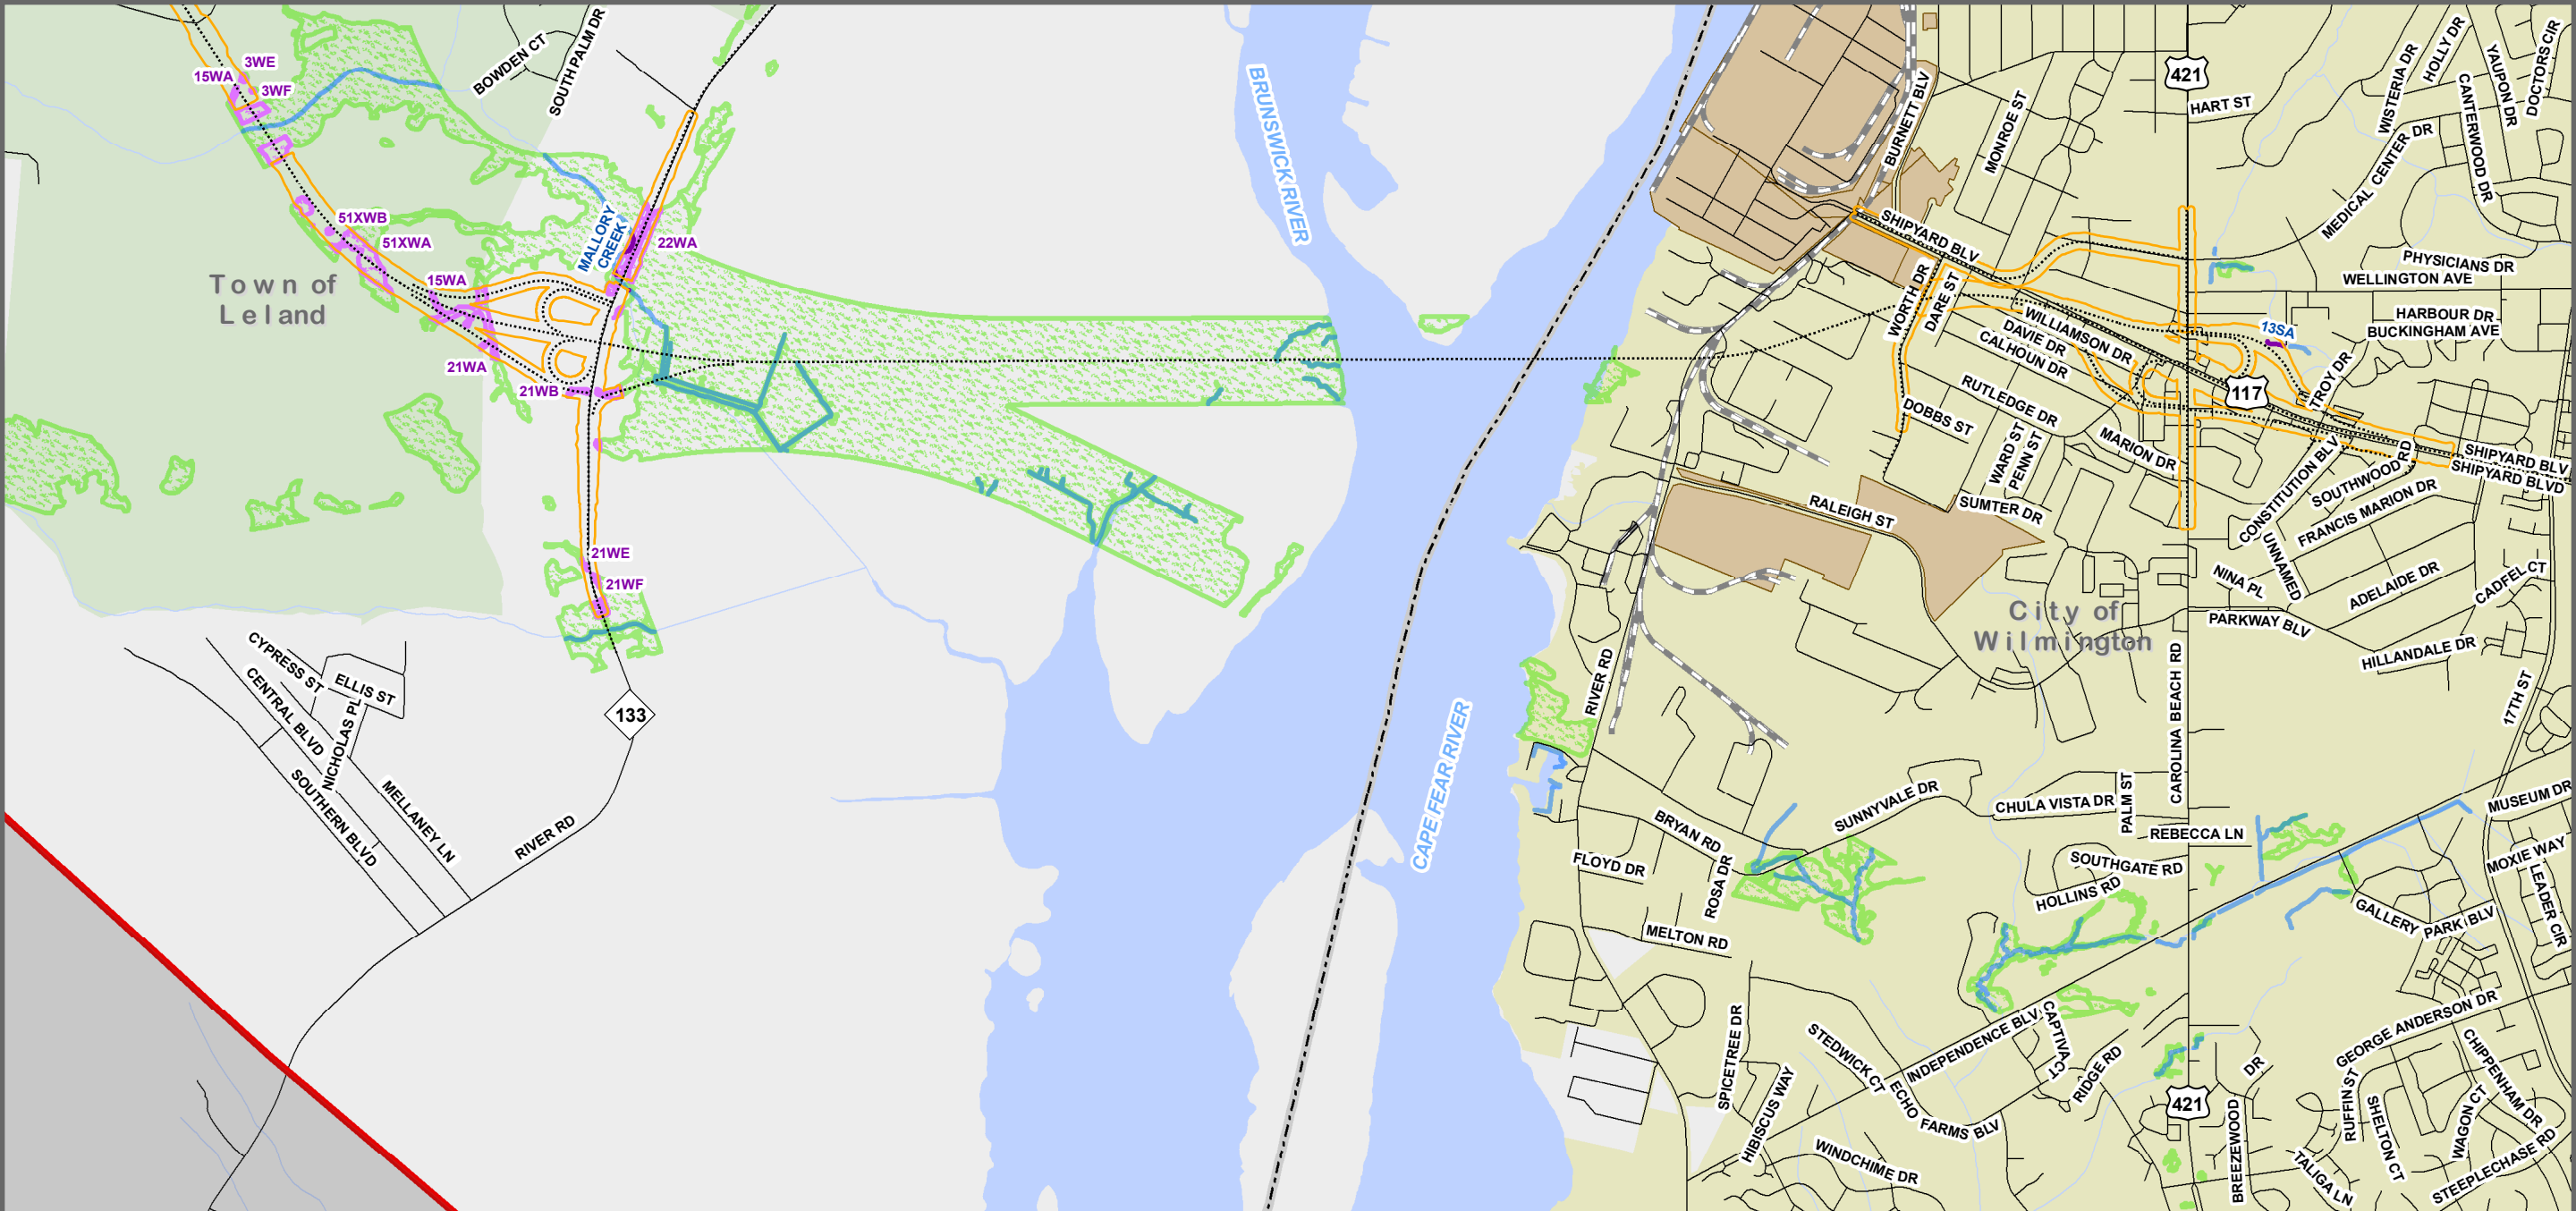 3WE
15WA
3WF
BOWDEN CT
SOUTH PALM DR
51XWB
51XWA
MALLORY
CREEK
22WA
15WA
Town of
Leland
21WA
21WB
21WE
21WF
BRUNSWICK RIVER
CAPE FEAR RIVER
133
CYPRESS ST
ELLIS ST
CENTRAL BLVD
NICHOLAS PL
SOUTHERN BLVD
MELLANEY LN
RIVER RD
421
HART ST
WISTERIA DR
HOLLY DR
YAUPON DR
DOCTORS CIR
CANTERWOOD DR
MEDICAL CENTER DR
BURNETT BLV
MONROE ST
SHIPYARD BLV
PHYSICIANS DR
WELLINGTON AVE
WORTH DR
DARE ST
HARBOUR DR
BUCKINGHAM AVE
13SA
WILLIAMSON DR
DAVIE DR
CALHOUN DR
117
TROY DR
RUTLEDGE DR
DOBBS ST
WARD ST
PENN ST
MARION DR
SHIPYARD BLV
SHIPYARD BLVD
CONSTITUTION BLV
SOUTHWOOD RD
FRANCIS MARION DR
RALEIGH ST
SUMTER DR
UNNAMED
NINA PL
ADELAIDE DR
CADFEL CT
City of
Wilmington
PARKWAY BLV
HILLANDALE DR
RIVER RD
CAROLINA BEACH RD
17TH ST
MUSEUM DR
BRYAN RD
SUNNYVALE DR
CHULA VISTA DR
PALM ST
REBECCA LN
FLOYD DR
ROSA DR
SOUTHGATE RD
HOLLINS RD
MOXIE WAY
LEADER CIR
GALLERY PARK BLV
MELTON RD
SPICETREE DR
HIBISCUS WAY
STEDWICK CT
INDEPENDENCE BLV
CAPTIVA CT
RIDGE RD
ECHO FARMS BLV
WINDCHIME DR
421
GEORGE ANDERSON DR
CHIPPENHAM DR
BREEZEWOOD DR
RUFFIN ST
SHELTON CT
WAGON CT
TALIGA LN
STEEPLECHASE RD